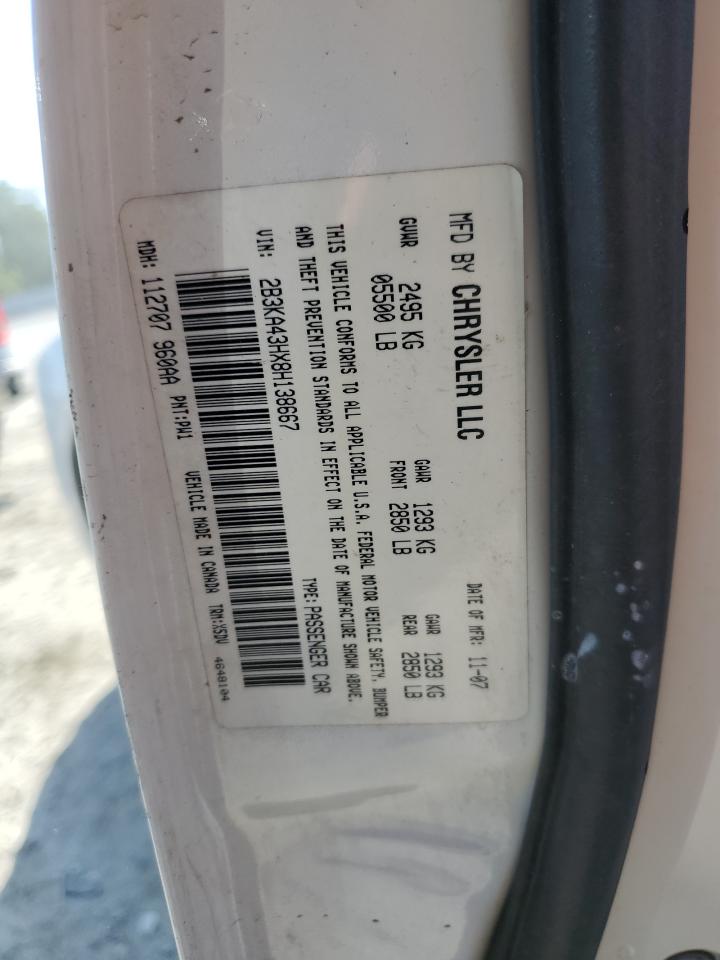 MFD BY CHRYSLER LLC DATE OF MFR: 11-07
GVWR 2495 KG GAWR 1293 KG GAWR 1293 KG
05500 LB FRONT 2850 LB REAR 2850 LB
THIS VEHICLE CONFORMS TO ALL APPLICABLE U.S.A. FEDERAL MOTOR VEHICLE SAFETY, BUMPER
AND THEFT PREVENTION STANDARDS IN EFFECT ON THE DATE OF MANUFACTURE SHOWN ABOVE.
VIN: 2B3KA43HX8H138667 TYPE: PASSENGER CAR
MDH: 112707 960AA PNT:PW1 VEHICLE MADE IN CANADA TRM:X5DV 4648104